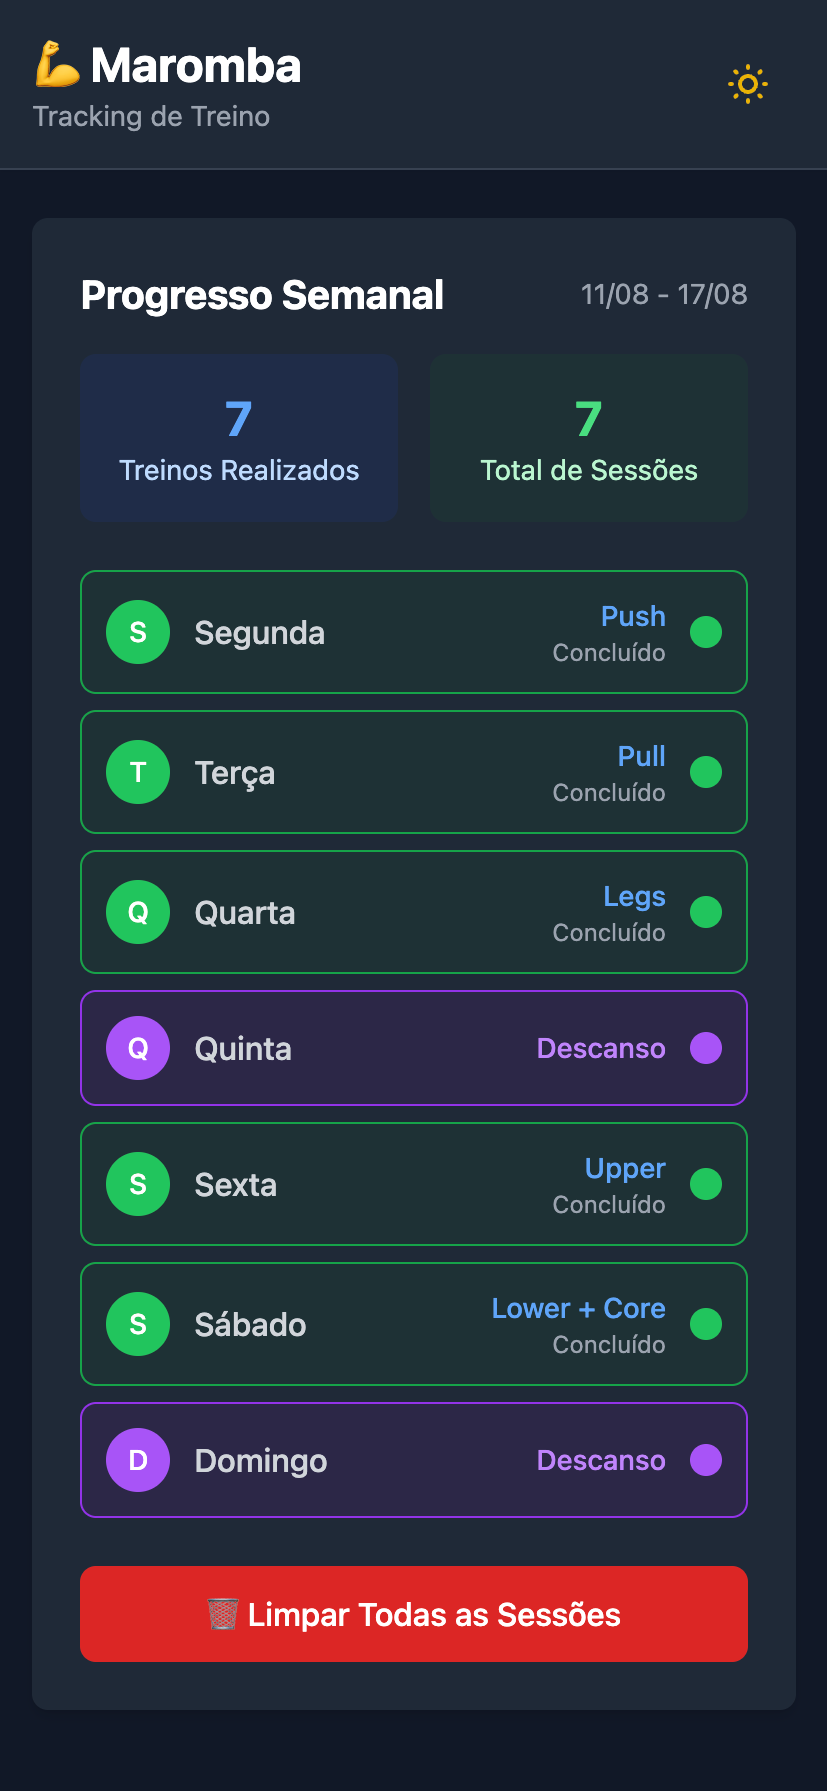 💪 Maromba
Tracking de Treino
Progresso Semanal
11/08 - 17/08
7
Treinos Realizados
7
Total de Sessões
S
Segunda
Push
Concluído
T
Terça
Pull
Concluído
Q
Quarta
Legs
Concluído
Q
Quinta
Descanso
S
Sexta
Upper
Concluído
S
Sábado
Lower + Core
Concluído
D
Domingo
Descanso
🗑️ Limpar Todas as Sessões